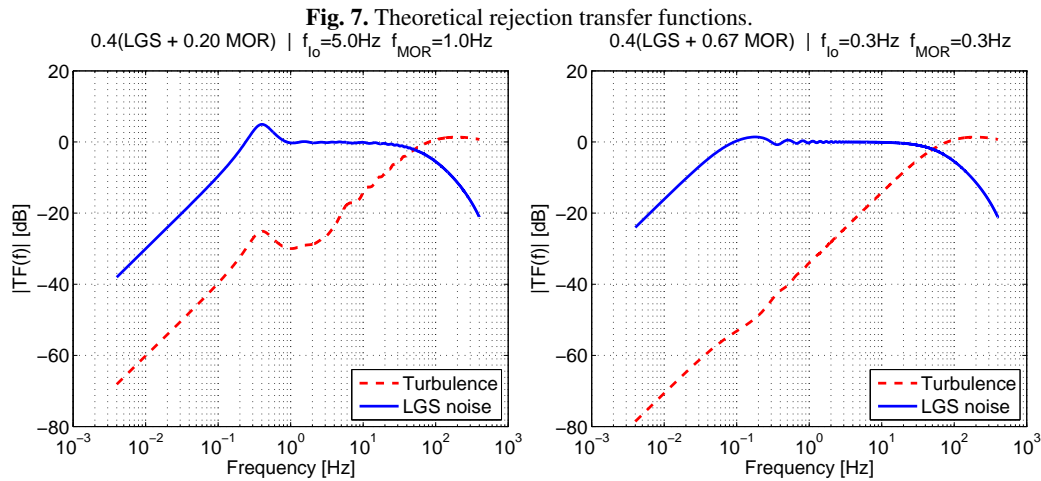 Fig. 7. Theoretical rejection transfer functions.
0.4(LGS + 0.20 MOR) | f_lo=5.0Hz f_MOR=1.0Hz
20
0
−20
−40
−60
−80
|TF(f)| [dB]
10^−3 10^−2 10^−1 10^0 10^1 10^2 10^3
Frequency [Hz]
Turbulence
LGS noise
0.4(LGS + 0.67 MOR) | f_lo=0.3Hz f_MOR=0.3Hz
20
0
−20
−40
−60
−80
|TF(f)| [dB]
10^−3 10^−2 10^−1 10^0 10^1 10^2 10^3
Frequency [Hz]
Turbulence
LGS noise